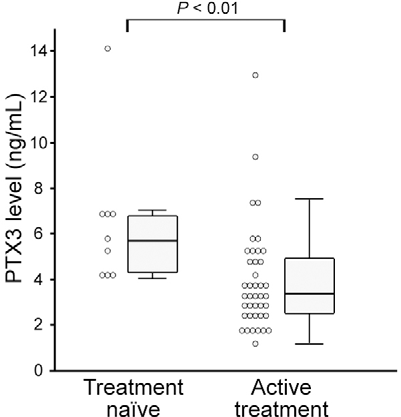 P < 0.01
PTX3 level (ng/mL)
14
12
10
8
6
4
2
0
Treatment
naïve
Active
treatment